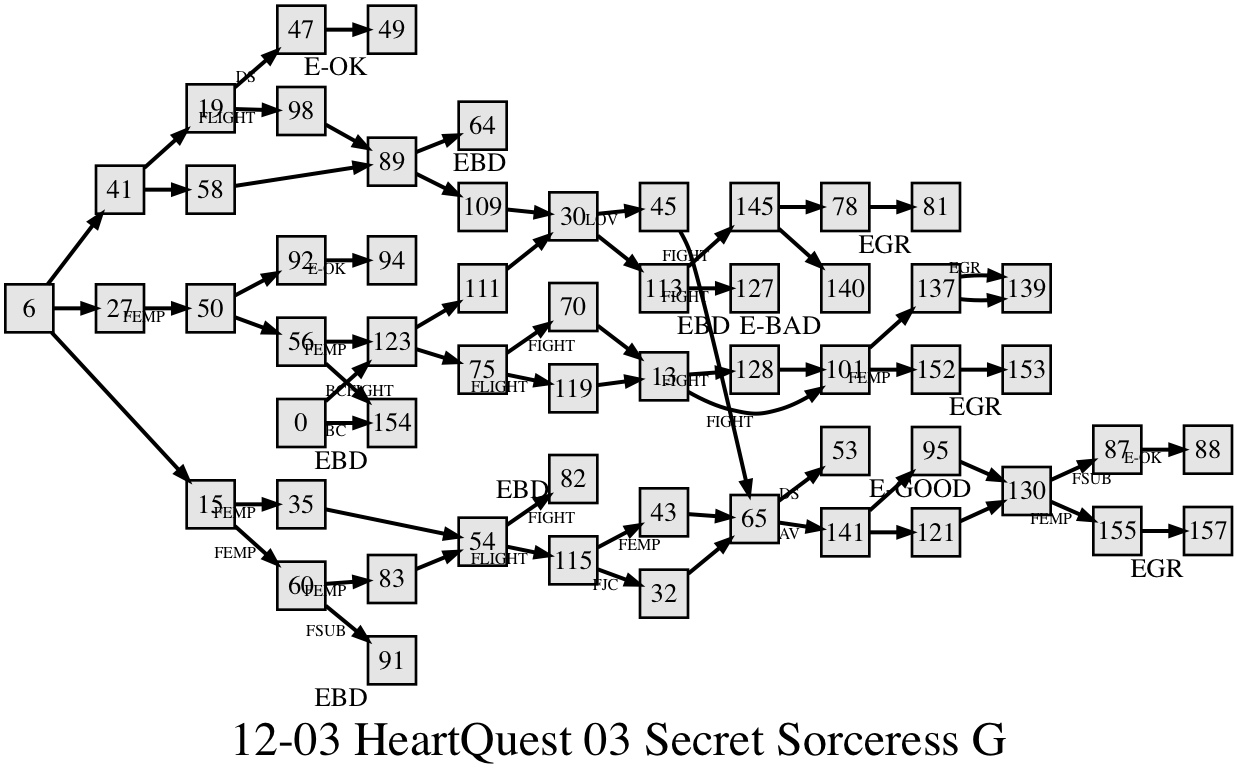 47 49
DS E-OK
19 FLIGHT 98
64
89 EBD
41 58
109 30 LOV 45 145 78 81
FIGHT EGR
92 E-OK 94
6 27 FEMP 50 111 113 FIGHT 127 140 137 EGR 139
70 EBD E-BAD
56 FEMP 123 FIGHT
75 FLIGHT 119 13 FIGHT 128 101 FEMP 152 153
BC FIGHT EGR
0 BC 154 FIGHT
EBD
53 95 87 E-OK 88
82 DS E-GOOD FSUB
EBD
15 FEMP 35 FIGHT 43 65 130
54 FLIGHT 115 FEMP AV 141 121 FEMP 155 157
FEMP EGR
60 FEMP 83 FJC 32
FSUB
91
EBD
12-03 HeartQuest 03 Secret Sorceress G